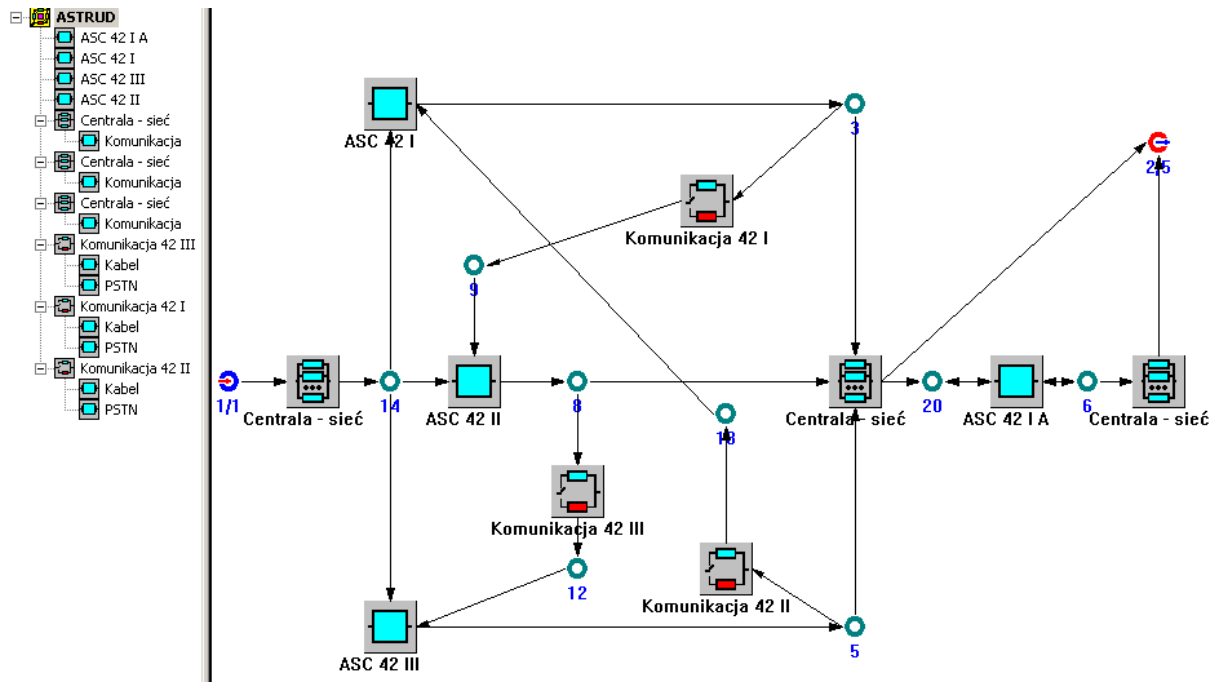 ASTRUD
ASC 42 I A
ASC 42 I
ASC 42 III
ASC 42 II
Centrala - sieć
Komunikacja
Centrala - sieć
Komunikacja
Centrala - sieć
Komunikacja
Komunikacja 42 III
Kabel
PSTN
Komunikacja 42 I
Kabel
PSTN
Komunikacja 42 II
Kabel
PSTN
ASC 42 I
3
2/5
Komunikacja 42 I
9
1/1
Centrala - sieć
14
ASC 42 II
8
18
Centrala - sieć
20
ASC 42 I A
6
Centrala - sieć
Komunikacja 42 III
12
Komunikacja 42 II
ASC 42 III
5